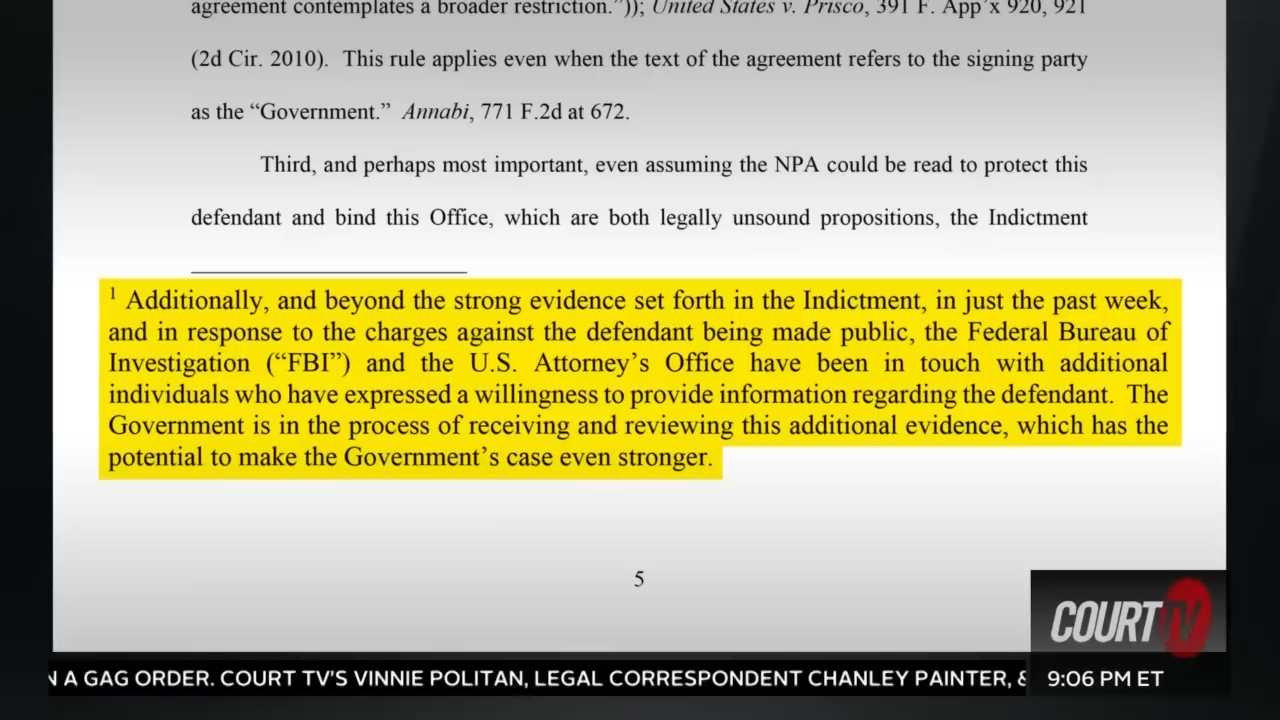 agreement contemplates a broader restriction.”)); United States v. Prisco, 391 F. App’x 920, 921
(2d Cir. 2010). This rule applies even when the text of the agreement refers to the signing party
as the “Government.” Annabi, 771 F.2d at 672.
Third, and perhaps most important, even assuming the NPA could be read to protect this
defendant and bind this Office, which are both legally unsound propositions, the Indictment
1 Additionally, and beyond the strong evidence set forth in the Indictment, in just the past week,
and in response to the charges against the defendant being made public, the Federal Bureau of
Investigation (“FBI”) and the U.S. Attorney’s Office have been in touch with additional
individuals who have expressed a willingness to provide information regarding the defendant. The
Government is in the process of receiving and reviewing this additional evidence, which has the
potential to make the Government’s case even stronger.
5
COURT TV
N A GAG ORDER. COURT TV'S VINNIE POLITAN, LEGAL CORRESPONDENT CHANLEY PAINTER, &
9:06 PM ET